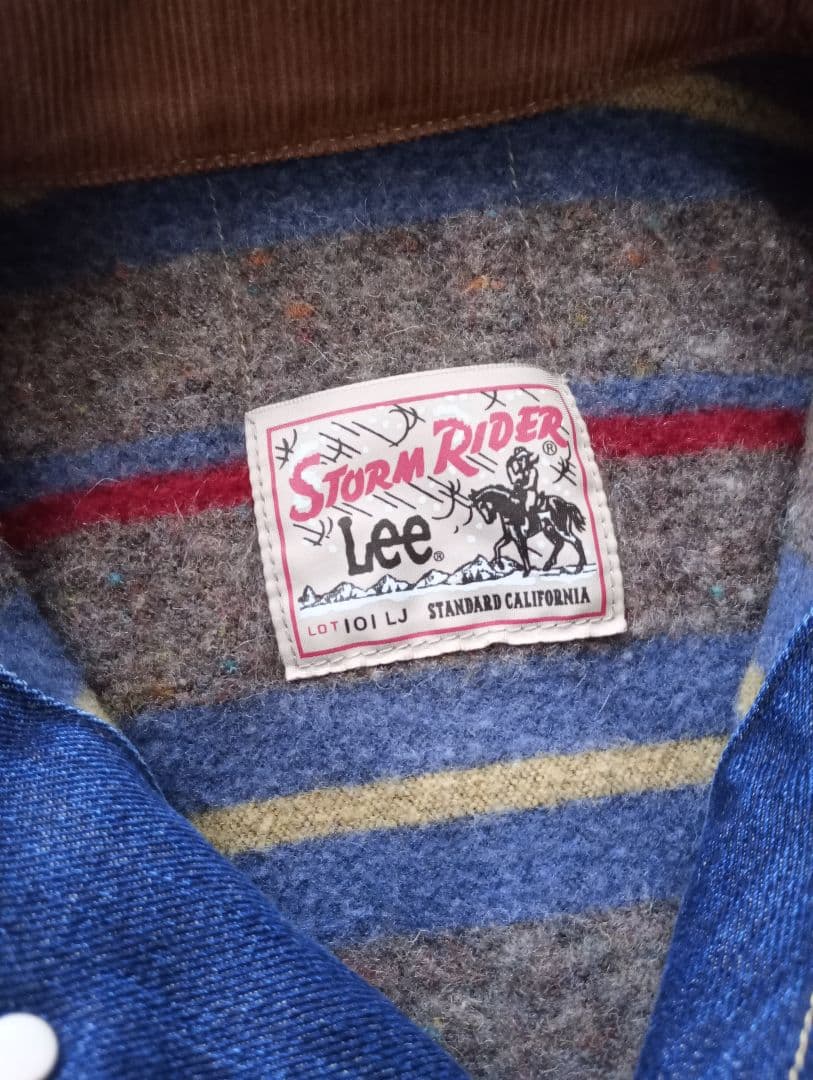 STORM RIDER®
Lee®
LOT 101 LJ STANDARD CALIFORNIA